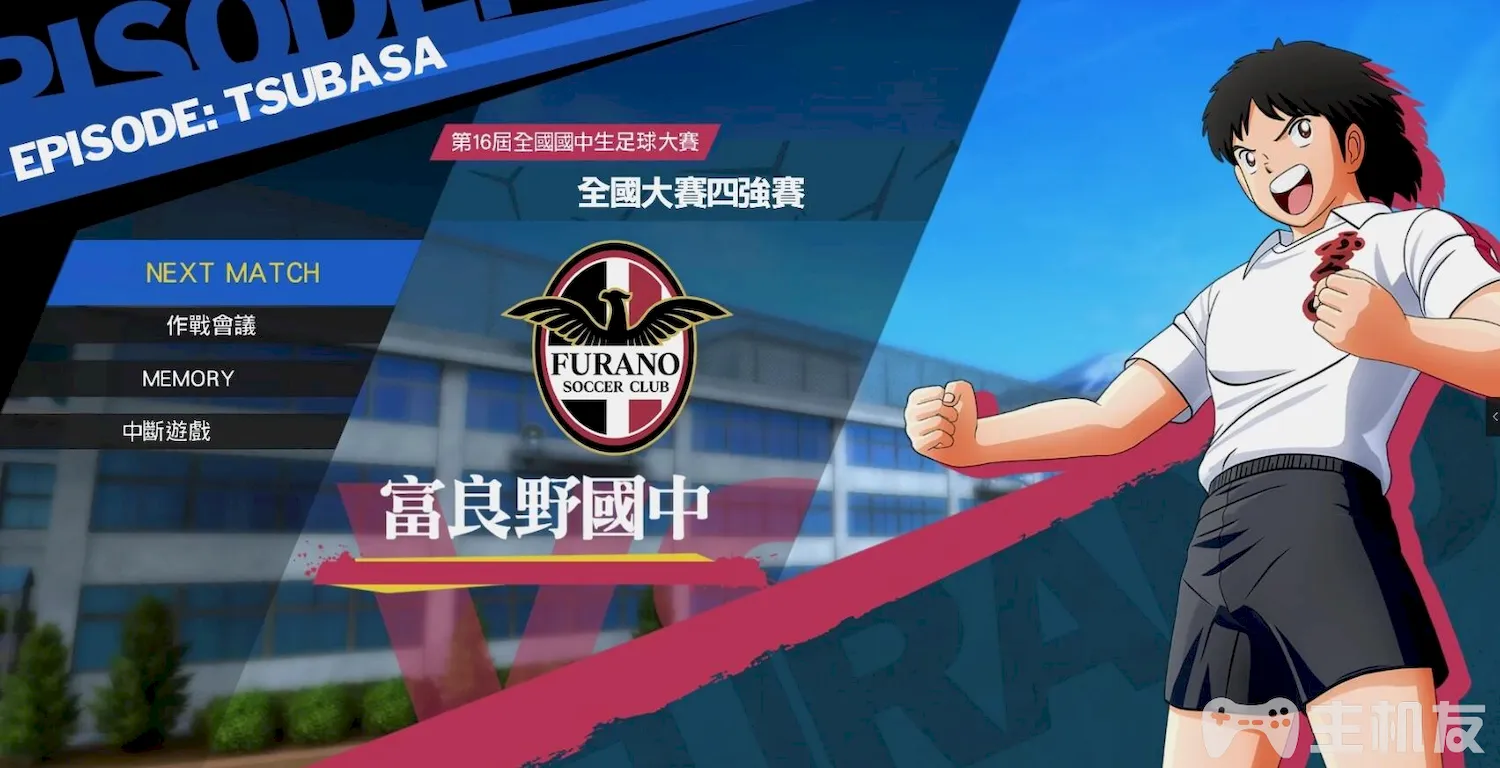 EPISODE: TSUBASA
第16屆全國國中生足球大賽
全國大賽四強賽
NEXT MATCH
作戰會議
MEMORY
中斷遊戲
FURANO
SOCCER CLUB
富良野國中
VS
主机友